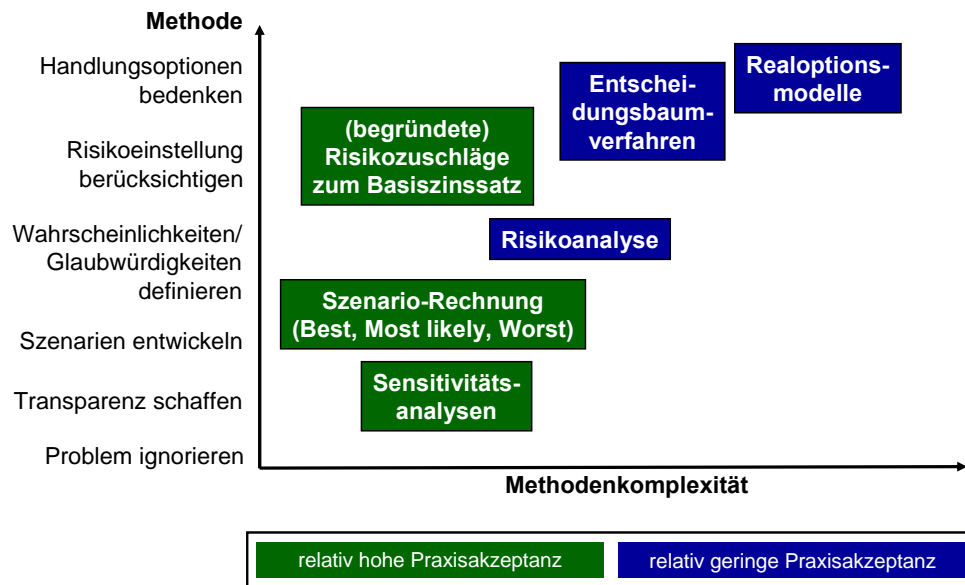 Methode
Handlungsoptionen
bedenken
Risikoeinstellung
berücksichtigen
Wahrscheinlichkeiten/
Glaubwürdigkeiten
definieren
Szenarien entwickeln
Transparenz schaffen
Problem ignorieren
Realoptions-
modelle
Entschei-
dungsbaum-
verfahren
(begründete)
Risikozuschläge
zum Basiszinssatz
Risikoanalyse
Szenario-Rechnung
(Best, Most likely, Worst)
Sensitivitäts-
analysen
Methodenkomplexität
relativ hohe Praxisakzeptanz
relativ geringe Praxisakzeptanz